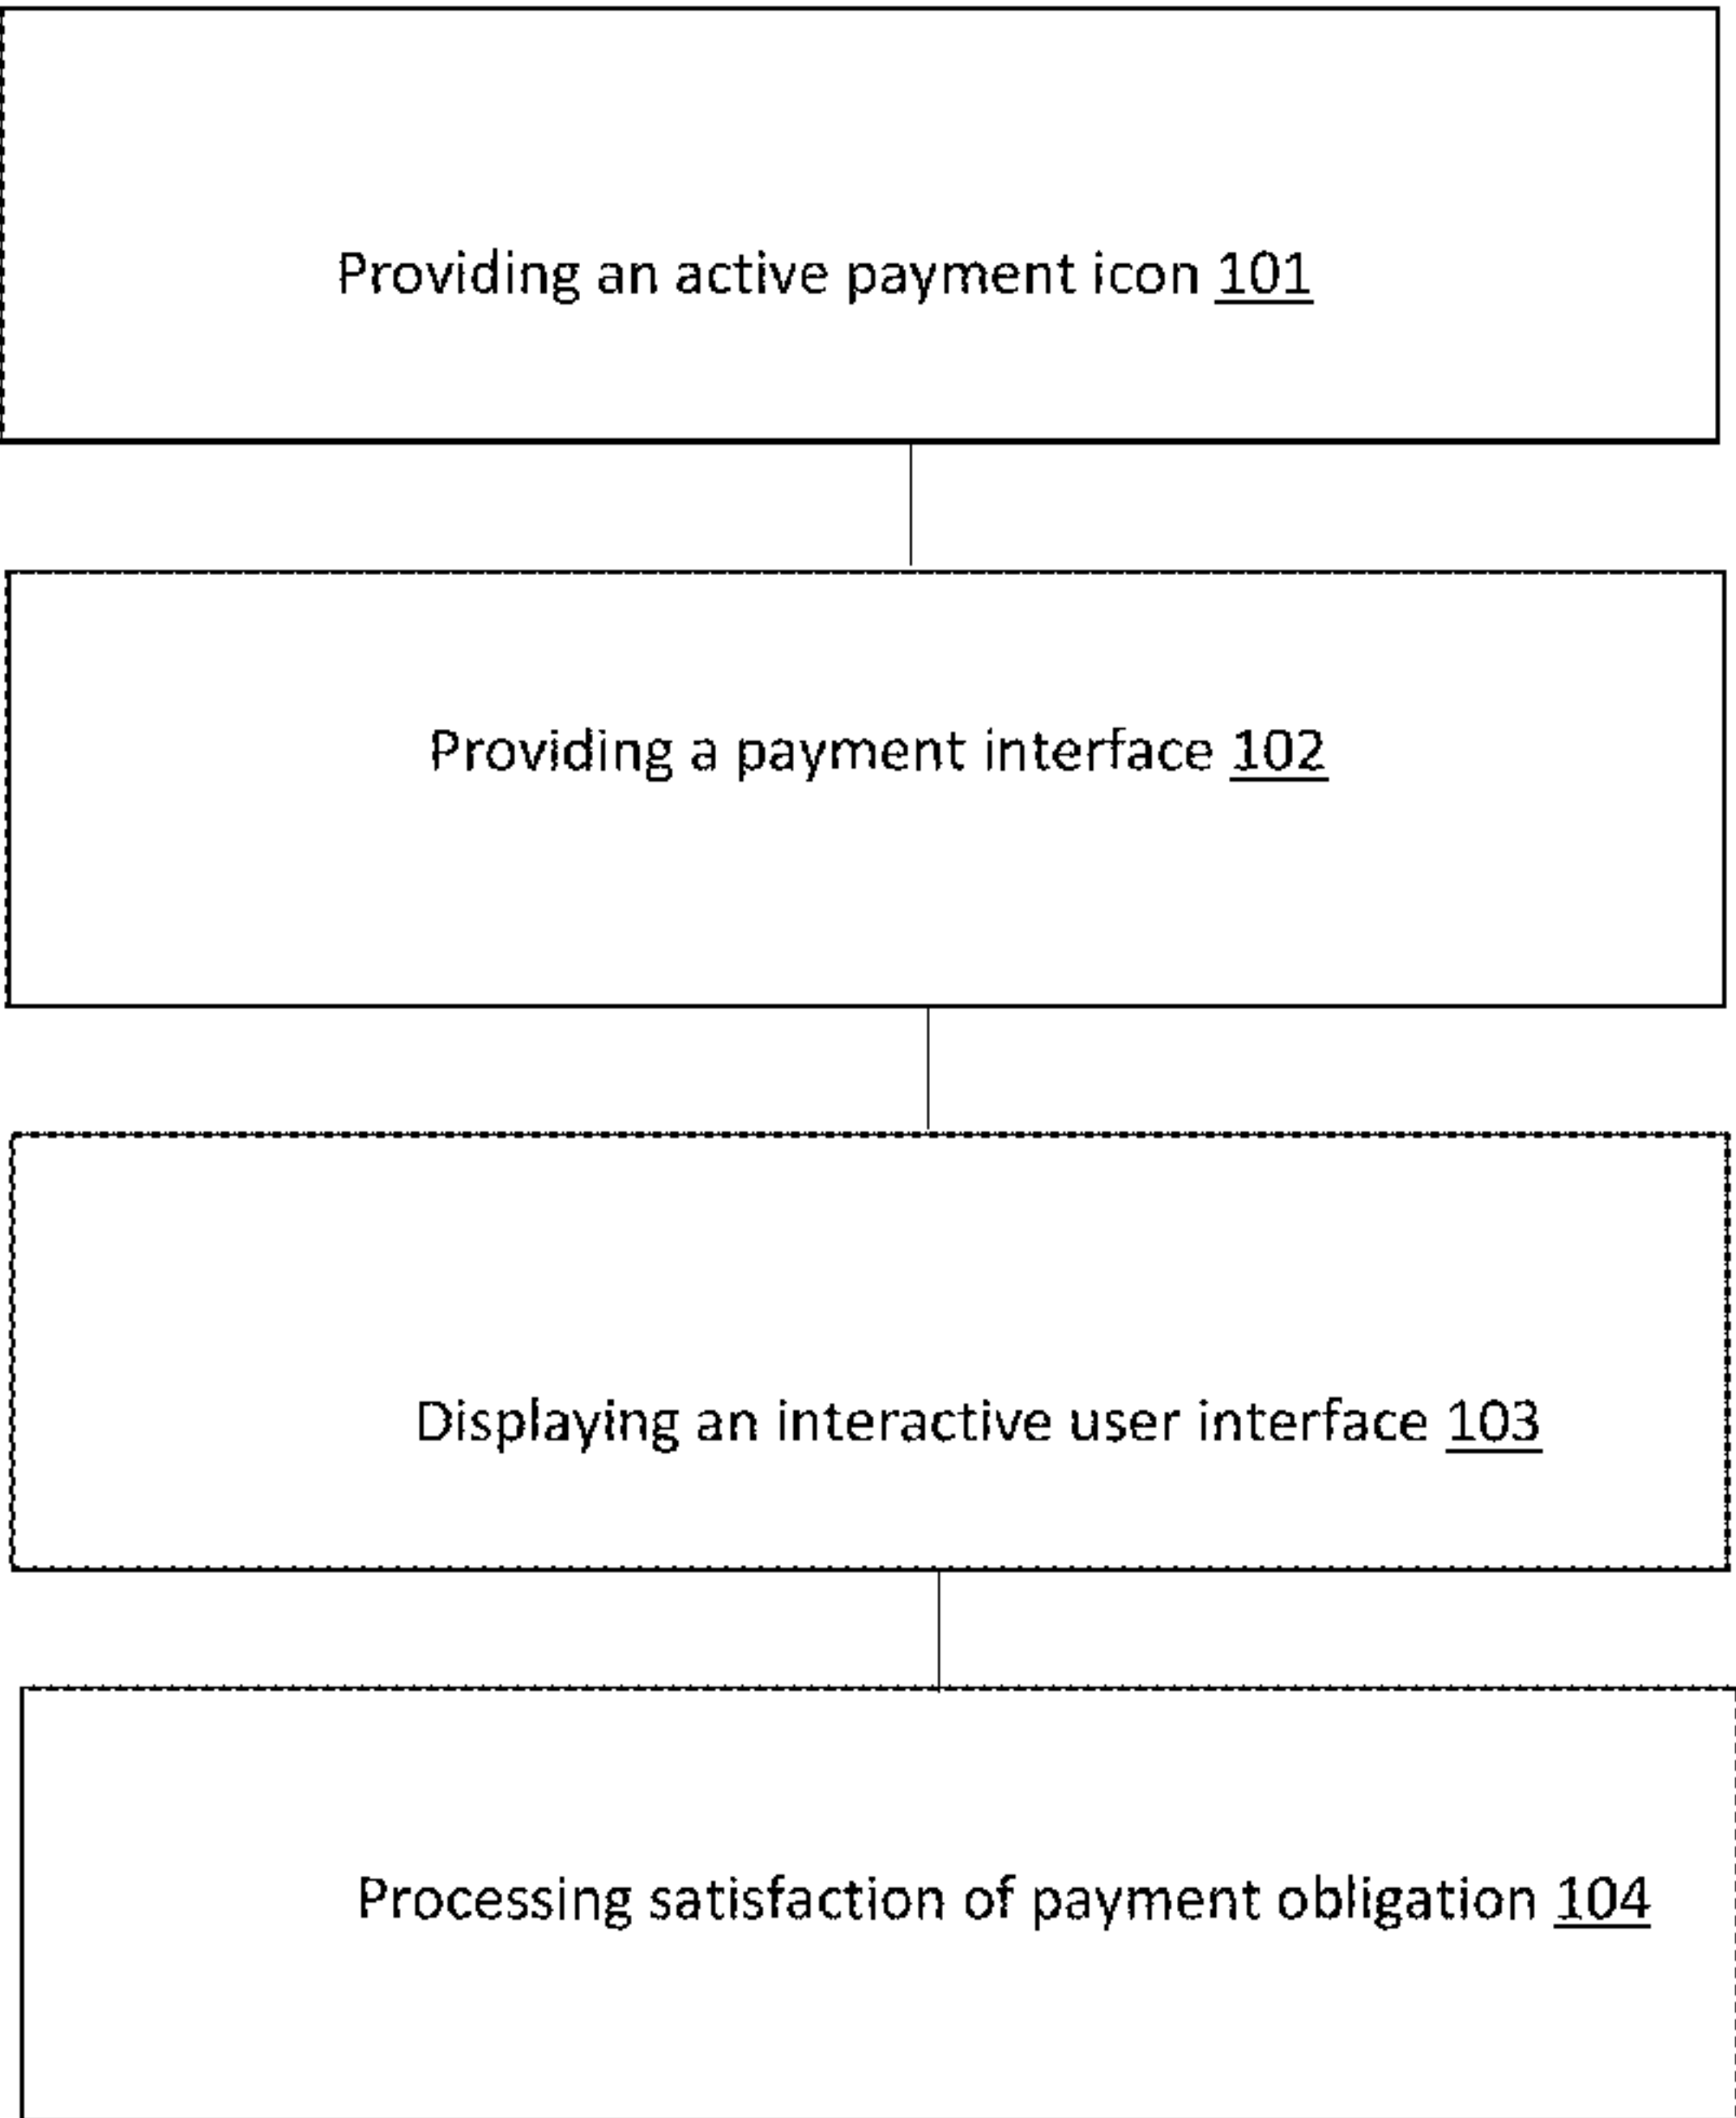 Providing an active payment icon 101
Providing a payment interface 102
Displaying an interactive user interface 103
Processing satisfaction of payment obligation 104